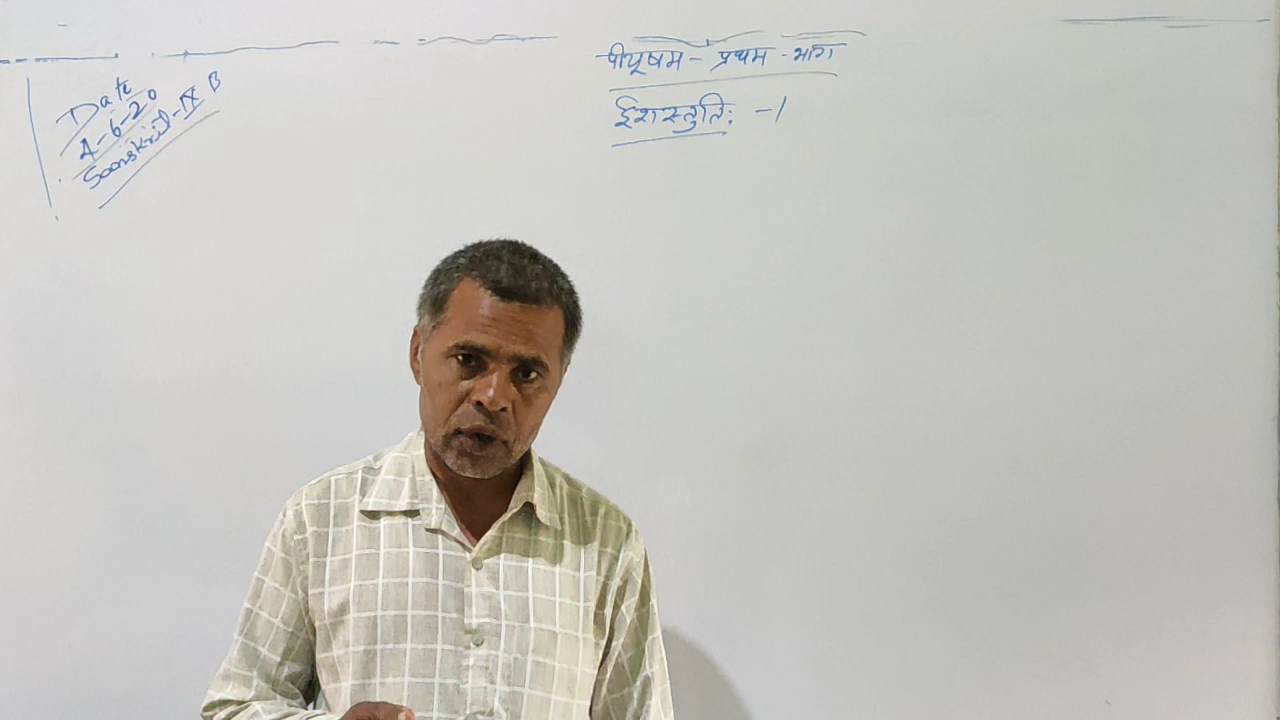 Date
4-6-20
Sanskrit-IX B
पीयूषम - प्रथम - भाग
ईशस्तुतिः -1